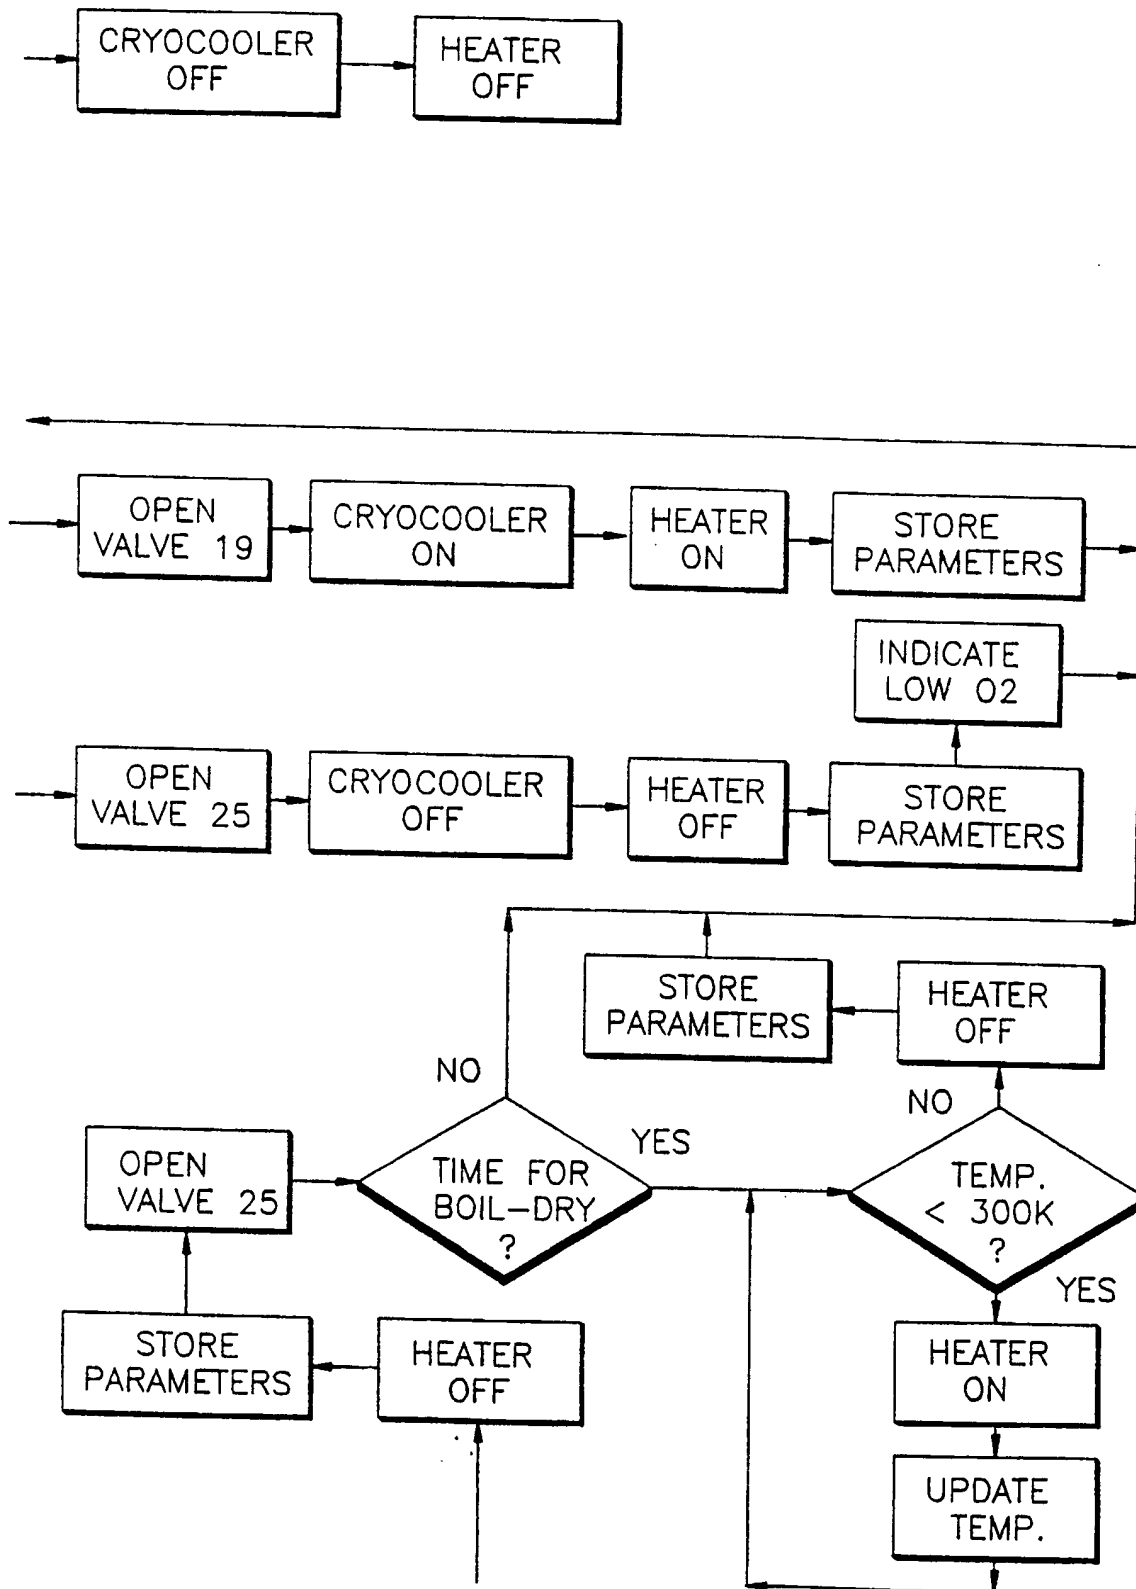 CRYOCOOLER
OFF
HEATER
OFF
OPEN
VALVE 19
CRYOCOOLER
ON
HEATER
ON
STORE
PARAMETERS
INDICATE
LOW O2
OPEN
VALVE 25
CRYOCOOLER
OFF
HEATER
OFF
STORE
PARAMETERS
STORE
PARAMETERS
HEATER
OFF
NO
NO
OPEN
VALVE 25
TIME FOR
BOIL-DRY
?
YES
TEMP.
< 300K
?
YES
STORE
PARAMETERS
HEATER
OFF
HEATER
ON
UPDATE
TEMP.